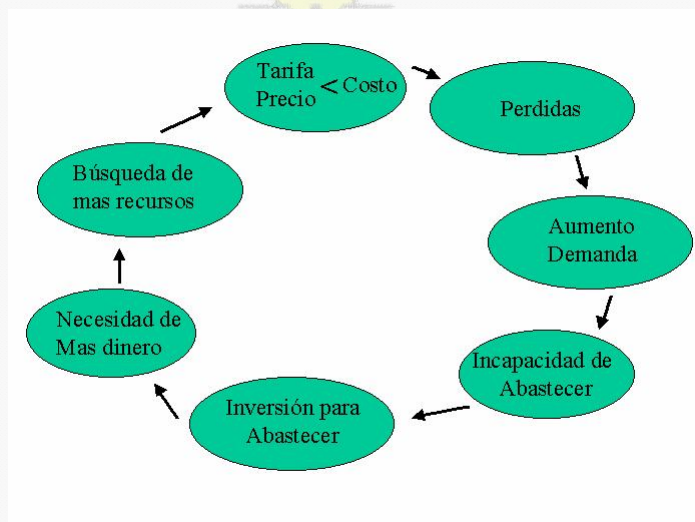 Tarifa
Precio < Costo
Perdidas
Aumento
Demanda
Incapacidad de
Abastecer
Inversión para
Abastecer
Necesidad de
Mas dinero
Búsqueda de
mas recursos